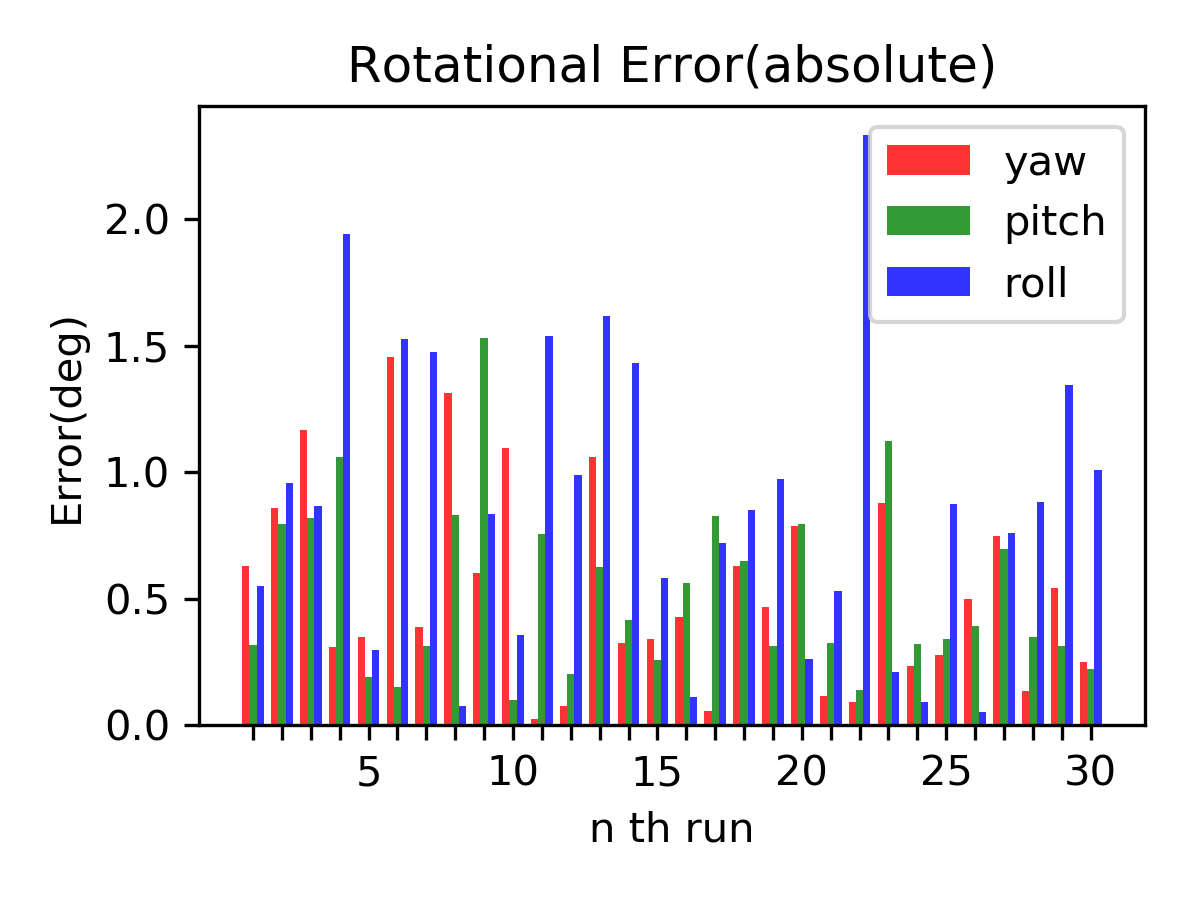 Rotational Error(absolute)
yaw
pitch
roll
Error(deg)
2.0
1.5
1.0
0.5
0.0
5 10 15 20 25 30
n th run